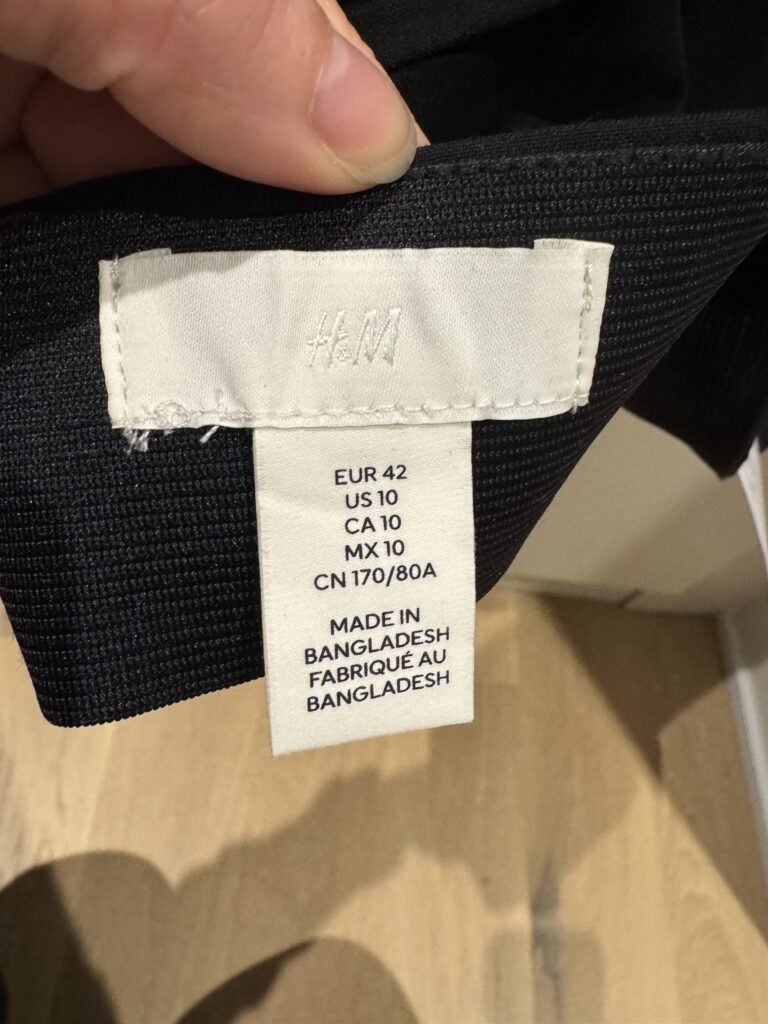 H&M
EUR 42
US 10
CA 10
MX 10
CN 170/80A
MADE IN
BANGLADESH
FABRIQUÉ AU
BANGLADESH